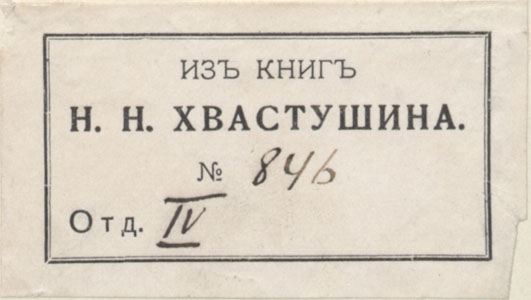 ИЗЪ КНИГЪ
Н. Н. ХВАСТУШИНА.
№ 846
Отд. IV